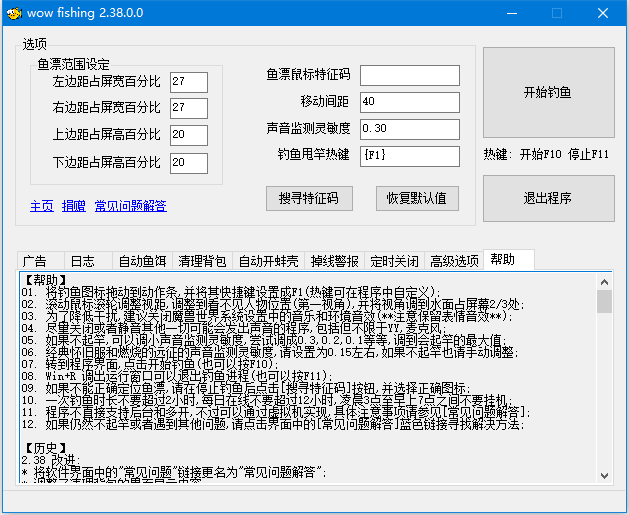 wow fishing 2.38.0.0
选项
鱼漂范围设定
左边距占屏宽百分比 27
右边距占屏宽百分比 27
上边距占屏高百分比 20
下边距占屏高百分比 20
主页 捐赠 常见问题解答
鱼漂鼠标特征码
移动间距 40
声音监测灵敏度 0.30
钓鱼甩竿热键 {F1}
搜寻特征码 恢复默认值
开始钓鱼
热键: 开始F10 停止F11
退出程序
广告 日志 自动鱼饵 清理背包 自动开蚌壳 掉线警报 定时关闭 高级选项 帮助
【帮助】
01. 将钓鱼图标拖动到动作条,并将其快捷键设置成F1(热键可在程序中自定义);
02. 滚动鼠标滚轮调整视距,调整到看不见人物位置(第一视角),并将视角调到水面占屏幕2/3处;
03. 为了降低干扰,建议关闭魔兽世界系统设置中的音乐和环境音效(**注意保留表情音效**);
04. 尽量关闭或者静音其他一切可能会发出声音的程序,包括但不限于YY,麦克风;
05. 如果不起竿,可以调小声音监测灵敏度,尝试调成0.3,0.2,0.1等等,调到会起竿的最大值;
06. 经典怀旧服和燃烧的远征的声音监测灵敏度,请设置为0.15左右,如果不起竿也请手动调整;
07. 转到程序界面,点击开始钓鱼(也可以按F10);
08. Win+R 调出运行窗口可以退出钓鱼进程(也可以按F11);
09. 如果不能正确定位鱼漂,请在停止钓鱼后点击[搜寻特征码]按钮,并选择正确图标;
10. 一次钓鱼时长不要超过2小时,每日在线不要超过12小时,凌晨3点至早上7点之间不要挂机;
11. 程序不直接支持后台和多开,不过可以通过虚拟机实现,具体注意事项请参见[常见问题解答];
12. 如果仍然不起竿或者遇到其他问题,请点击界面中的[常见问题解答]蓝色链接寻找解决方法;
【历史】
2.38 改进:
* 将软件界面中的"常见问题"链接更名为"常见问题解答";